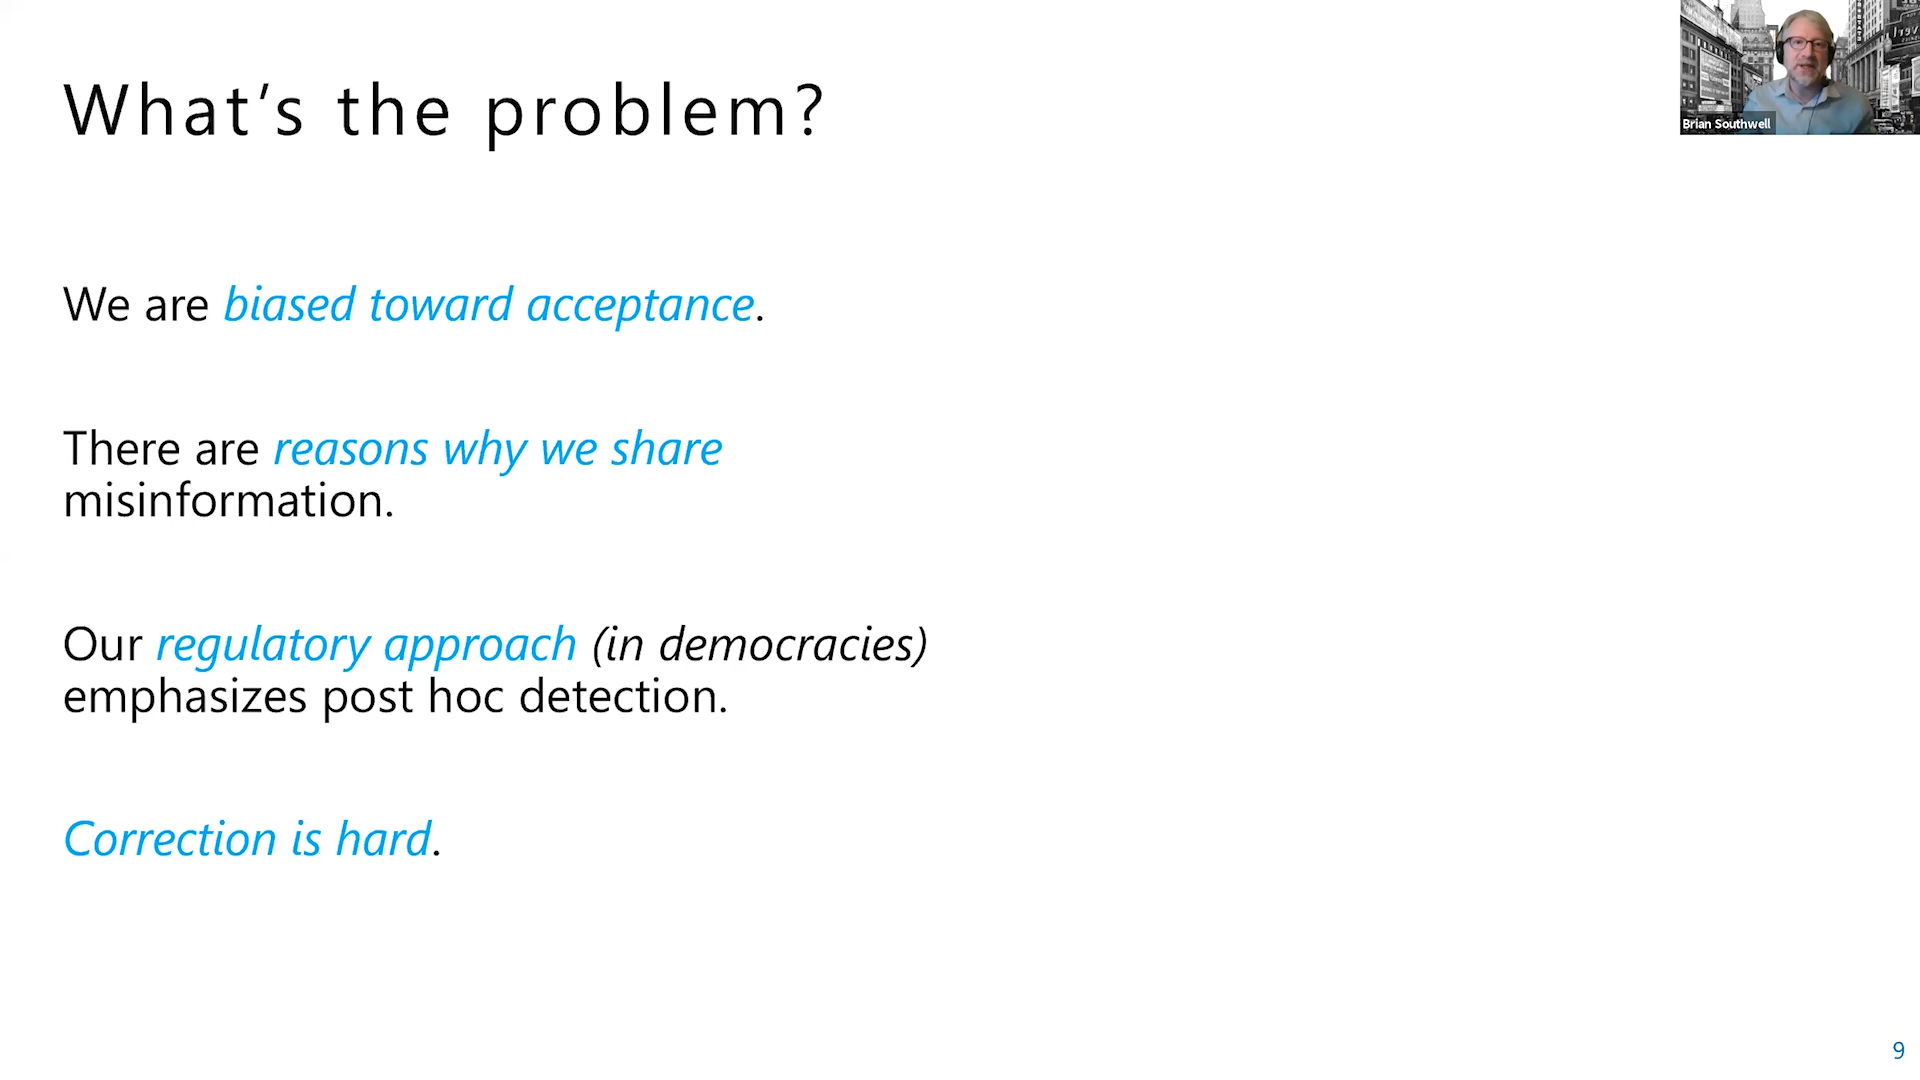 What's the problem?
Brian Southwell
We are biased toward acceptance.
There are reasons why we share
misinformation.
Our regulatory approach (in democracies)
emphasizes post hoc detection.
Correction is hard.
9